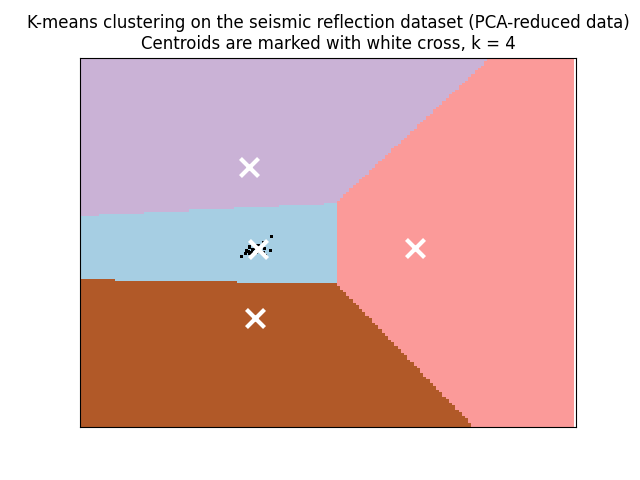 K-means clustering on the seismic reflection dataset (PCA-reduced data)
Centroids are marked with white cross, k = 4